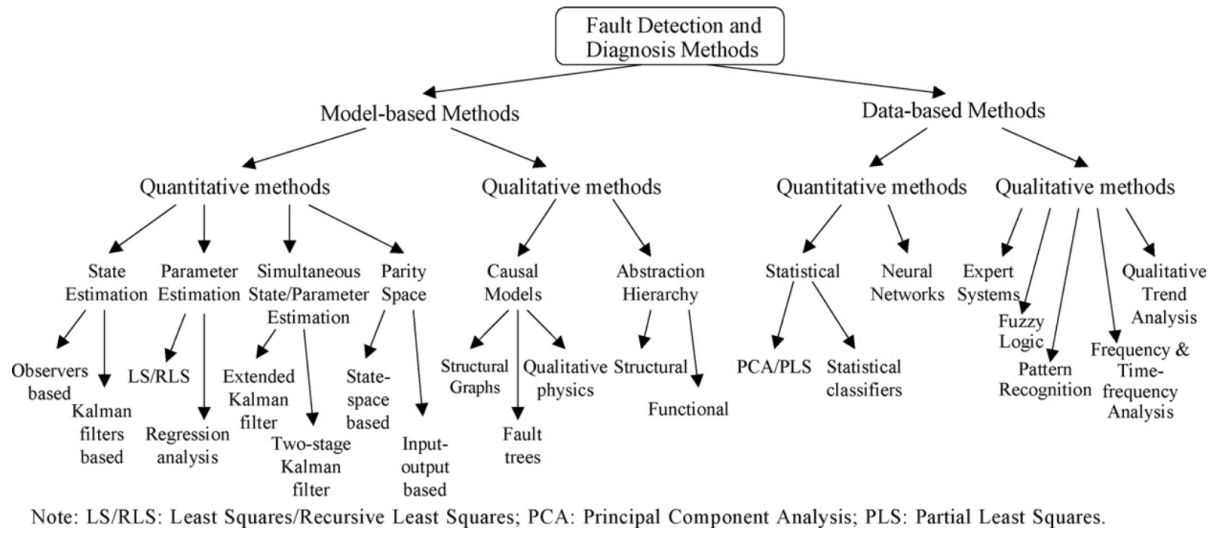 Fault Detection and
Diagnosis Methods
Model-based Methods
Data-based Methods
Quantitative methods
Qualitative methods
Quantitative methods
Qualitative methods
State
Estimation
Parameter
Estimation
Simultaneous
State/Parameter
Estimation
Parity
Space
Causal
Models
Abstraction
Hierarchy
Statistical
Neural
Networks
Expert
Systems
Fuzzy
Logic
Pattern
Recognition
Frequency &
Time-
frequency
Analysis
Qualitative
Trend
Analysis
Observers
based
Kalman
filters
based
LS/RLS
Regression
analysis
Extended
Kalman
filter
Two-stage
Kalman
filter
State-
space
based
Input-
output
based
Structural
Graphs
Fault
trees
Qualitative
physics
Structural
Functional
PCA/PLS
Statistical
classifiers
Note: LS/RLS: Least Squares/Recursive Least Squares; PCA: Principal Component Analysis; PLS: Partial Least Squares.